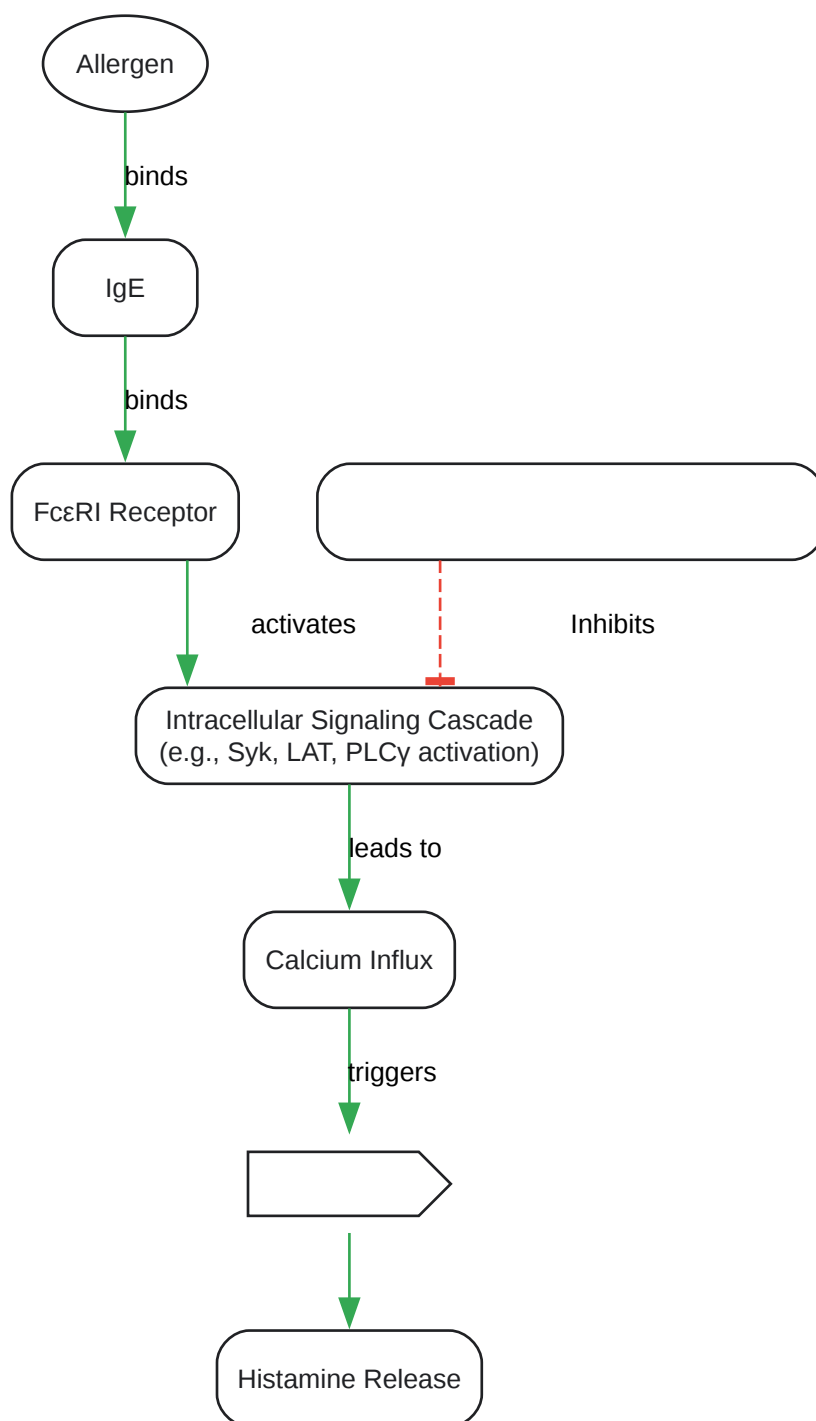 Allergen
binds
IgE
binds
FcεRI Receptor
activates
Inhibits
Intracellular Signaling Cascade
(e.g., Syk, LAT, PLCγ activation)
leads to
Calcium Influx
triggers
Histamine Release